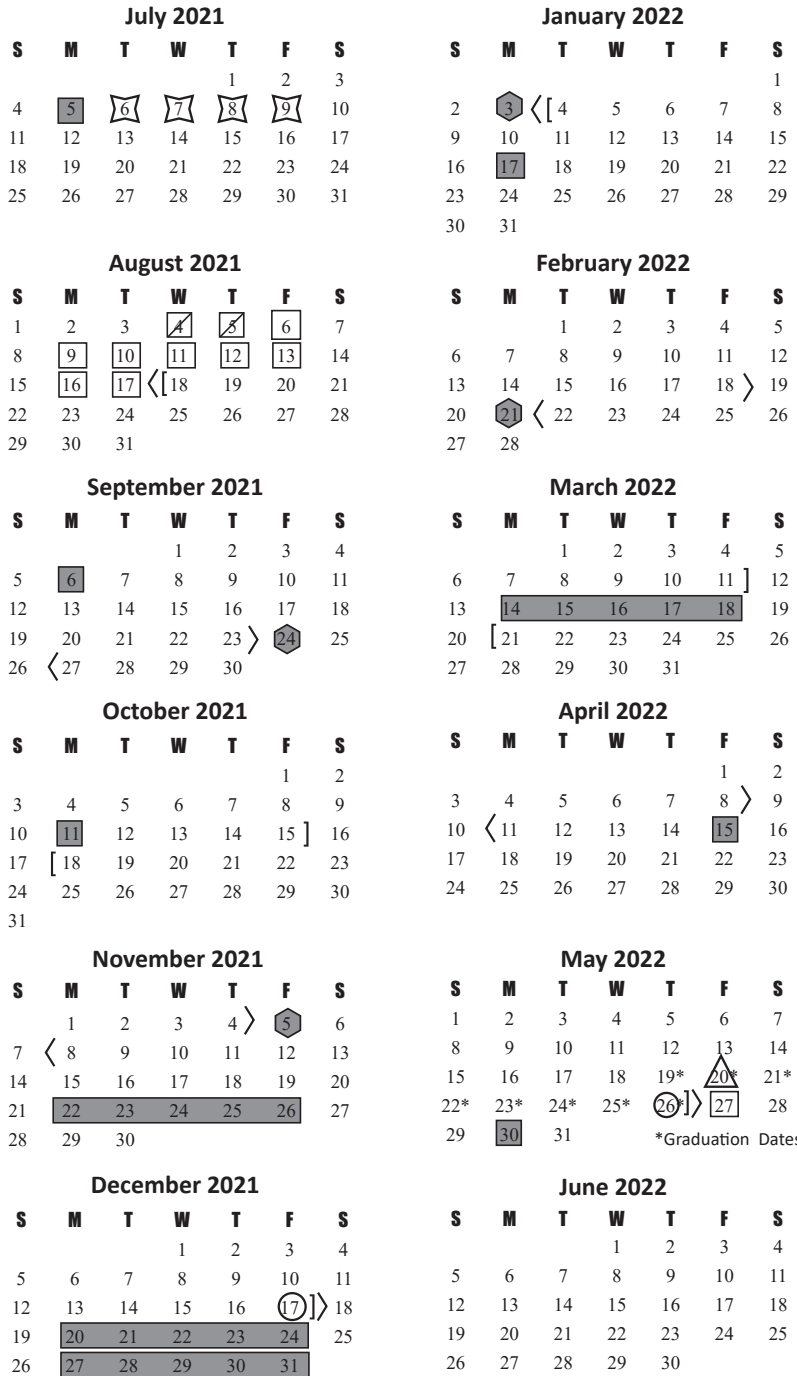 July 2021
S M T W T F S
1 2 3
4 5 6 7 8 9 10
11 12 13 14 15 16 17
18 19 20 21 22 23 24
25 26 27 28 29 30 31
August 2021
S M T W T F S
1 2 3 4 5 6 7
8 9 10 11 12 13 14
15 16 17 〈[18 19 20 21
22 23 24 25 26 27 28
29 30 31
September 2021
S M T W T F S
1 2 3 4
5 6 7 8 9 10 11
12 13 14 15 16 17 18
19 20 21 22 23〉 24 25
26 〈27 28 29 30
October 2021
S M T W T F S
1 2
3 4 5 6 7 8 9
10 11 12 13 14 15] 16
17 [18 19 20 21 22 23
24 25 26 27 28 29 30
31
November 2021
S M T W T F S
1 2 3 4〉 5 6
7 〈8 9 10 11 12 13
14 15 16 17 18 19 20
21 22 23 24 25 26 27
28 29 30
December 2021
S M T W T F S
1 2 3 4
5 6 7 8 9 10 11
12 13 14 15 16 17]〉 18
19 20 21 22 23 24 25
26 27 28 29 30 31
January 2022
S M T W T F S
1
2 3 〈[4 5 6 7 8
9 10 11 12 13 14 15
16 17 18 19 20 21 22
23 24 25 26 27 28 29
30 31
February 2022
S M T W T F S
1 2 3 4 5
6 7 8 9 10 11 12
13 14 15 16 17 18〉 19
20 21 〈22 23 24 25 26
27 28
March 2022
S M T W T F S
1 2 3 4 5
6 7 8 9 10 11] 12
13 14 15 16 17 18 19
20 [21 22 23 24 25 26
27 28 29 30 31
April 2022
S M T W T F S
1 2
3 4 5 6 7 8〉 9
10 〈11 12 13 14 15 16
17 18 19 20 21 22 23
24 25 26 27 28 29 30
May 2022
S M T W T F S
1 2 3 4 5 6 7
8 9 10 11 12 13 14
15 16 17 18 19* 20* 21*
22* 23* 24* 25* 26*]〉 27 28
29 30 31 *Graduation Dates
June 2022
S M T W T F S
1 2 3 4
5 6 7 8 9 10 11
12 13 14 15 16 17 18
19 20 21 22 23 24 25
26 27 28 29 30